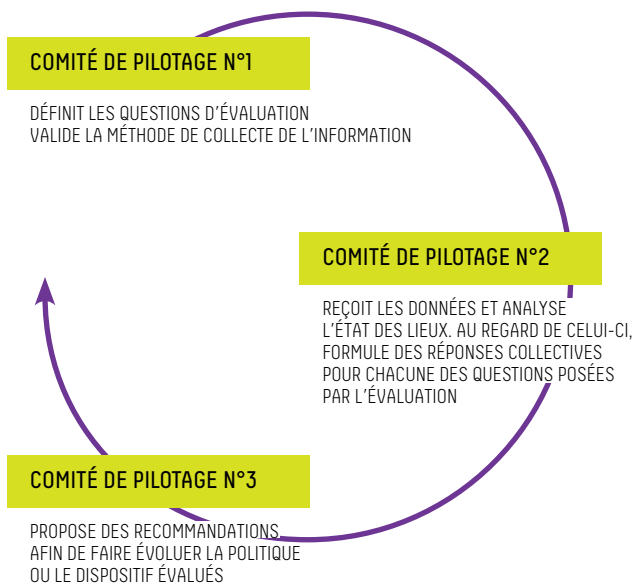 COMITÉ DE PILOTAGE N°1
DÉFINIT LES QUESTIONS D'ÉVALUATION
VALIDE LA MÉTHODE DE COLLECTE DE L'INFORMATION
COMITÉ DE PILOTAGE N°2
REÇOIT LES DONNÉES ET ANALYSE
L'ÉTAT DES LIEUX. AU REGARD DE CELUI-CI,
FORMULE DES RÉPONSES COLLECTIVES
POUR CHACUNE DES QUESTIONS POSÉES
PAR L'ÉVALUATION
COMITÉ DE PILOTAGE N°3
PROPOSE DES RECOMMANDATIONS
AFIN DE FAIRE ÉVOLUER LA POLITIQUE
OU LE DISPOSITIF ÉVALUÉS